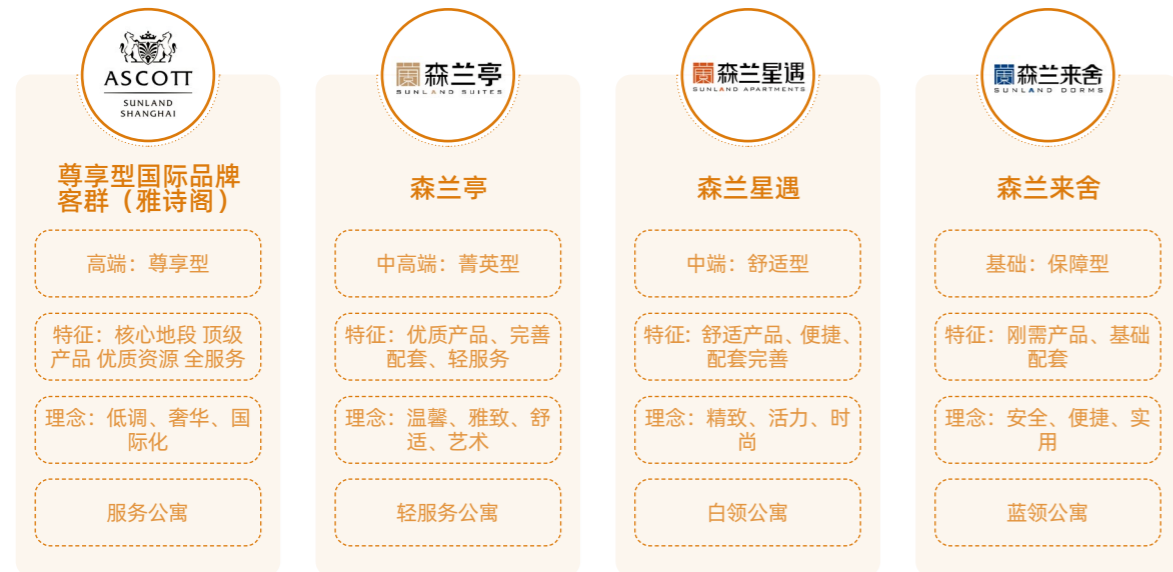 ASCOTT
SUNLAND
SHANGHAI
尊享型国际品牌
客群（雅诗阁）
高端：尊享型
特征：核心地段 顶级
产品 优质资源 全服务
理念：低调、奢华、国
际化
服务公寓
森兰亭
SUNLAND SUITES
森兰亭
中高端：菁英型
特征：优质产品、完善
配套、轻服务
理念：温馨、雅致、舒
适、艺术
轻服务公寓
森兰星遇
SUNLAND APARTMENTS
森兰星遇
中端：舒适型
特征：舒适产品、便捷、
配套完善
理念：精致、活力、时
尚
白领公寓
森兰来舍
SUNLAND DORMS
森兰来舍
基础：保障型
特征：刚需产品、基础
配套
理念：安全、便捷、实
用
蓝领公寓